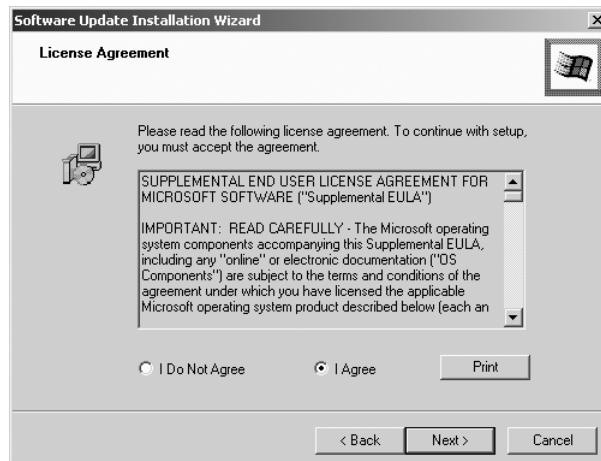 Software Update Installation Wizard
License Agreement
Please read the following license agreement. To continue with setup,
you must accept the agreement.
SUPPLEMENTAL END USER LICENSE AGREEMENT FOR
MICROSOFT SOFTWARE ("Supplemental EULA")
IMPORTANT: READ CAREFULLY - The Microsoft operating
system components accompanying this Supplemental EULA,
including any "online" or electronic documentation ("OS
Components") are subject to the terms and conditions of the
agreement under which you have licensed the applicable
Microsoft operating system product described below (each an
I Do Not Agree
I Agree
Print
< Back
Next >
Cancel